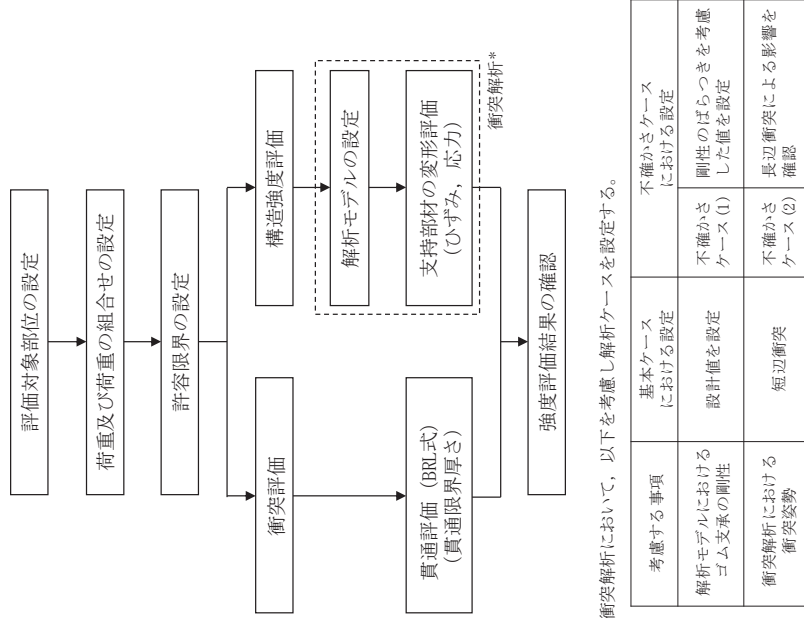 評価対象部位の設定
荷重及び荷重の組合せの設定
許容限界の設定
衝突評価
構造強度評価
解析モデルの設定
貫通評価（BRL式）
（貫通限界厚さ）
支持部材の変形評価
（ひずみ，応力）
衝突解析*
強度評価結果の確認
衝突解析において，以下を考慮し解析ケースを設定する。
考慮する事項
基本ケース
における設定
不確かさケース
における設定
解析モデルにおける
ゴム支承の剛性
設計値を設定
不確かさ
ケース(1)
剛性のばらつきを考慮
した値を設定
衝突解析における
衝突姿勢
短辺衝突
不確かさ
ケース(2)
長辺衝突による影響を
確認